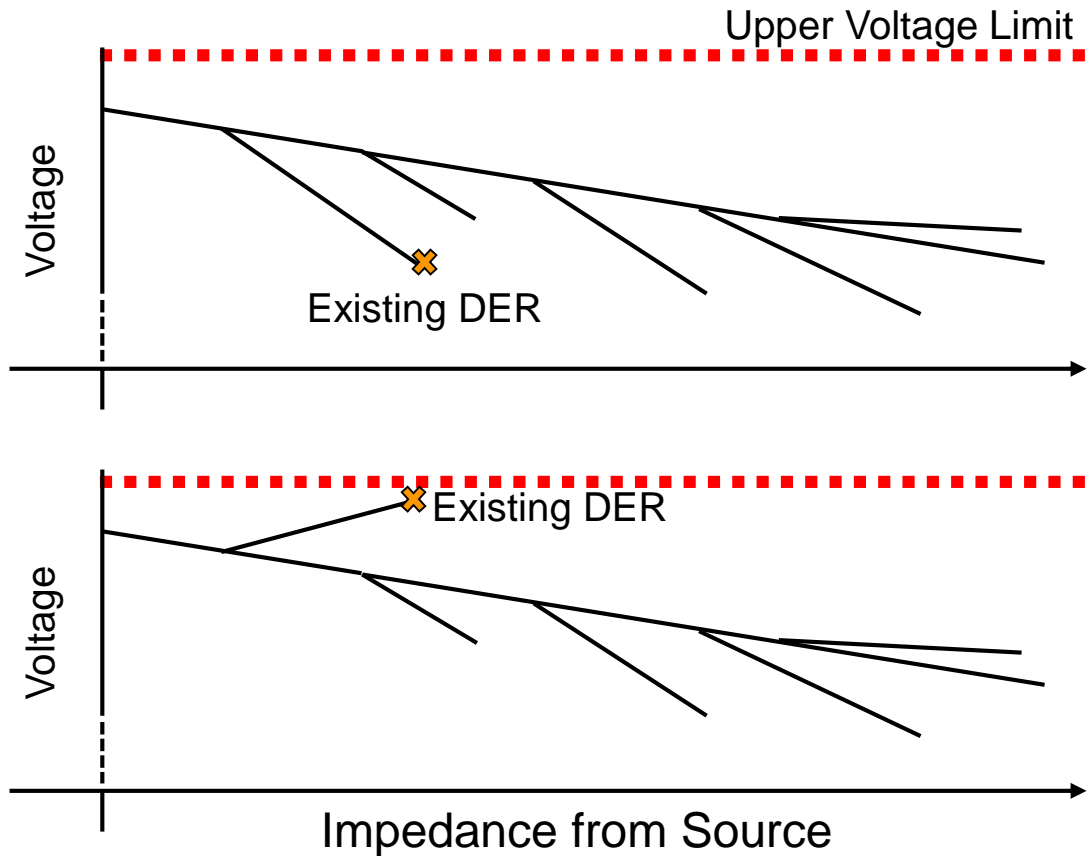 Upper Voltage Limit
Voltage
Existing DER
Existing DER
Voltage
Impedance from Source